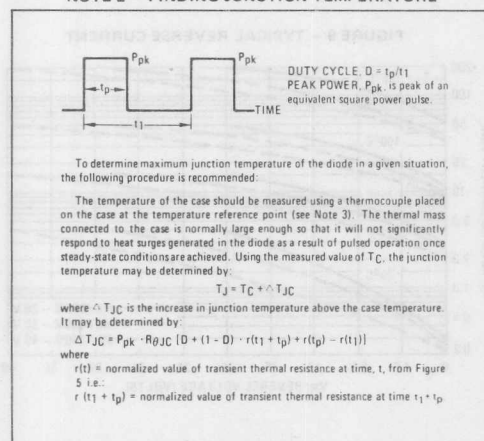 Ppk
Ppk
tp
t1
TIME
DUTY CYCLE, D = tp/t1
PEAK POWER, Ppk, is peak of an
equivalent square power pulse.
To determine maximum junction temperature of the diode in a given situation,
the following procedure is recommended:
The temperature of the case should be measured using a thermocouple placed
on the case at the temperature reference point (see Note 3). The thermal mass
connected to the case is normally large enough so that it will not significantly
respond to heat surges generated in the diode as a result of pulsed operation once
steady-state conditions are achieved. Using the measured value of TC, the junction
temperature may be determined by:
TJ = TC + △ TJC
where △ TJC is the increase in junction temperature above the case temperature.
It may be determined by:
△ TJC = Ppk · RθJC [D + (1 - D) · r(t1 + tp) + r(tp) - r(t1)]
where
r(t) = normalized value of transient thermal resistance at time, t, from Figure
5 i.e.:
r (t1 + tp) = normalized value of transient thermal resistance at time t1 + tp